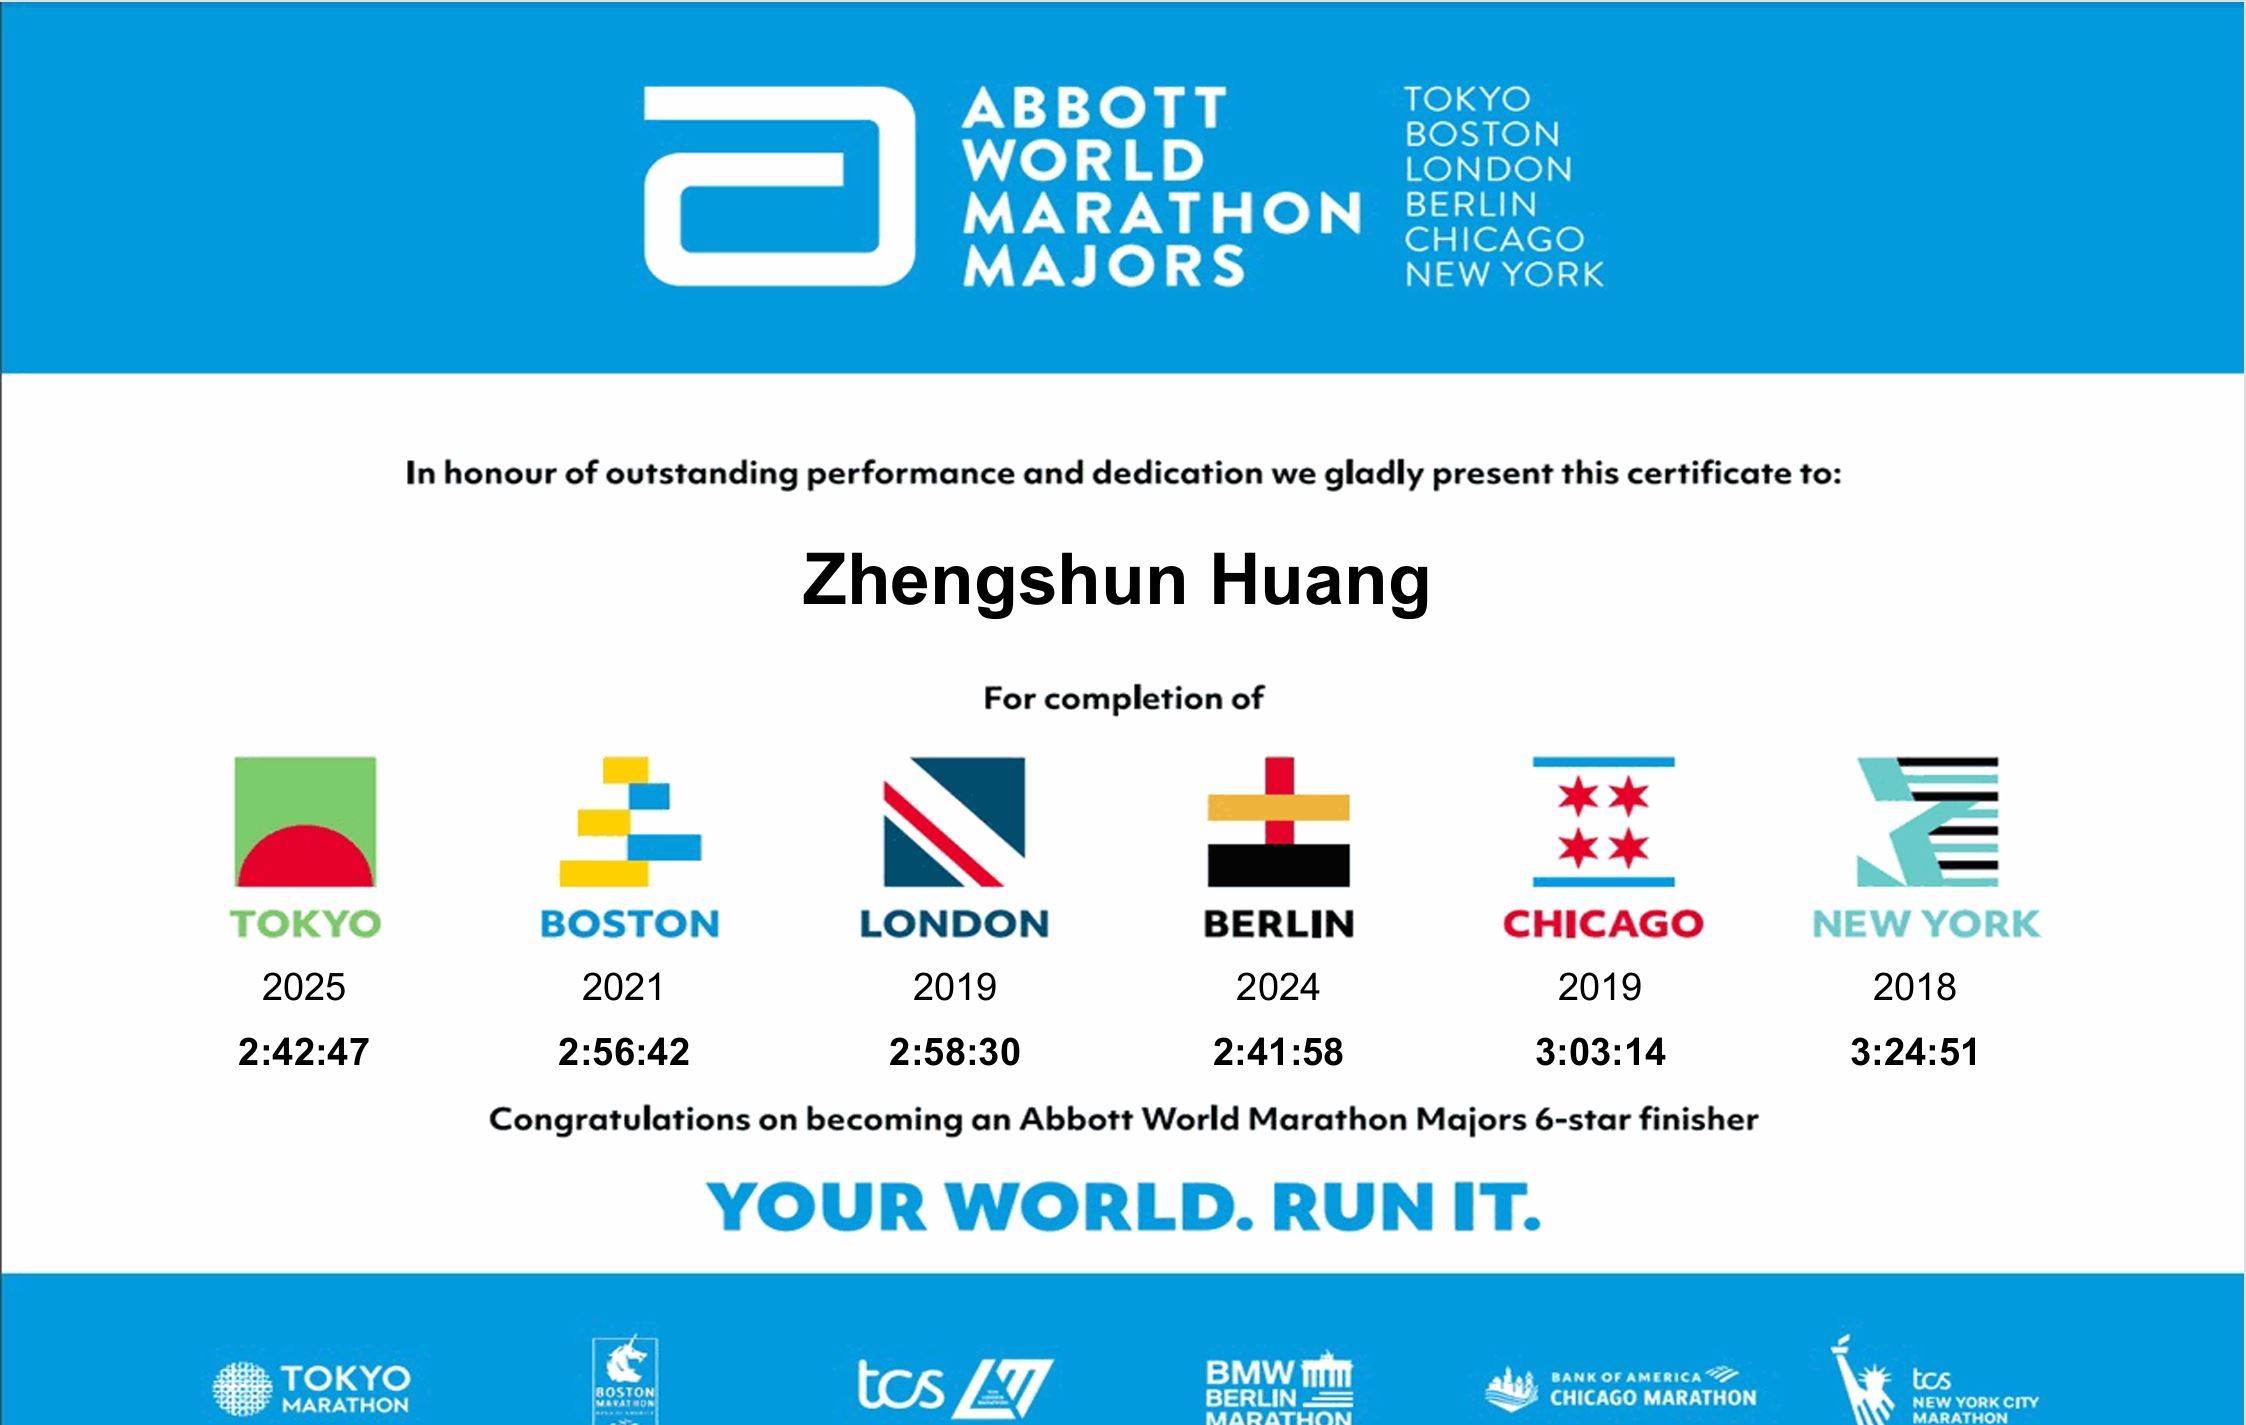 ABBOTT
WORLD
MARATHON
MAJORS
TOKYO
BOSTON
LONDON
BERLIN
CHICAGO
NEW YORK
In honour of outstanding performance and dedication we gladly present this certificate to:
Zhengshun Huang
For completion of
TOKYO BOSTON LONDON BERLIN CHICAGO NEW YORK
2025 2021 2019 2024 2019 2018
2:42:47 2:56:42 2:58:30 2:41:58 3:03:14 3:24:51
Congratulations on becoming an Abbott World Marathon Majors 6-star finisher
YOUR WORLD. RUN IT.
TOKYO
MARATHON
BOSTON
MARATHON
tcs
BMW
BERLIN
MARATHON
BANK OF AMERICA
CHICAGO MARATHON
tcs
NEW YORK CITY
MARATHON